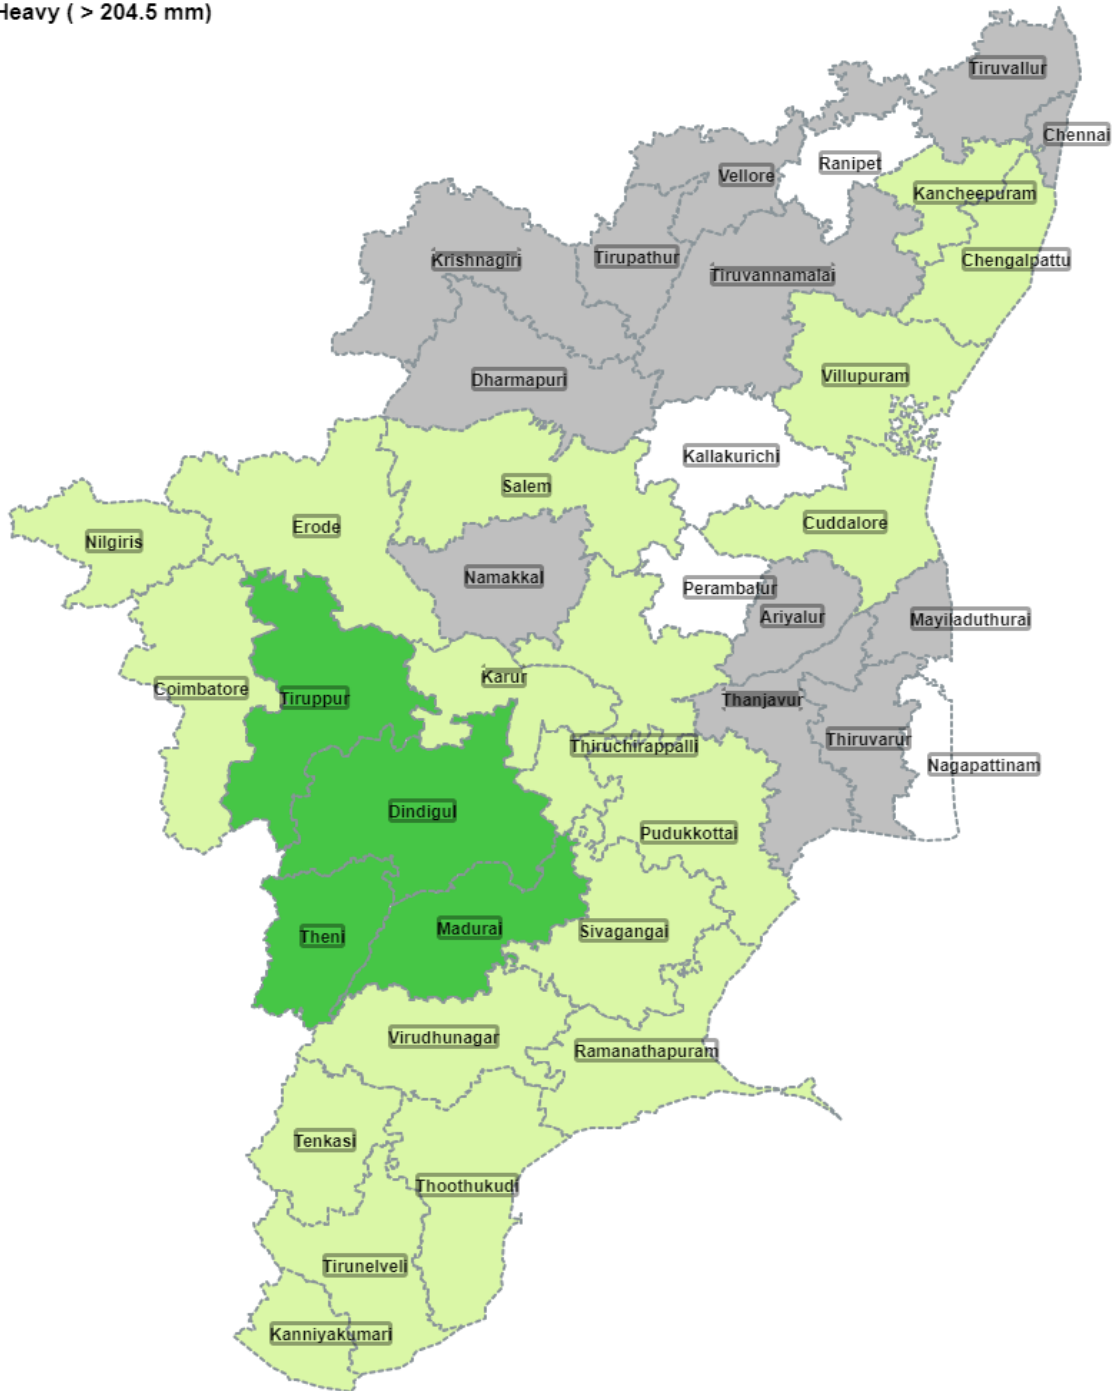 Heavy ( > 204.5 mm)
Tiruvallur
Chennai
Ranipet
Vellore
Kancheepuram
Krishnagiri
Tirupathur
Chengalpattu
Tiruvannamalai
Villupuram
Dharmapuri
Kallakurichi
Salem
Cuddalore
Erode
Nilgiris
Namakkal
Perambalur
Ariyalur
Mayiladuthurai
Karur
Coimbatore
Tiruppur
Thanjavur
Thiruvarur
Thiruchirappalli
Nagapattinam
Dindigul
Pudukkottai
Madurai
Sivagangai
Theni
Virudhunagar
Ramanathapuram
Tenkasi
Thoothukudi
Tirunelveli
Kanniyakumari